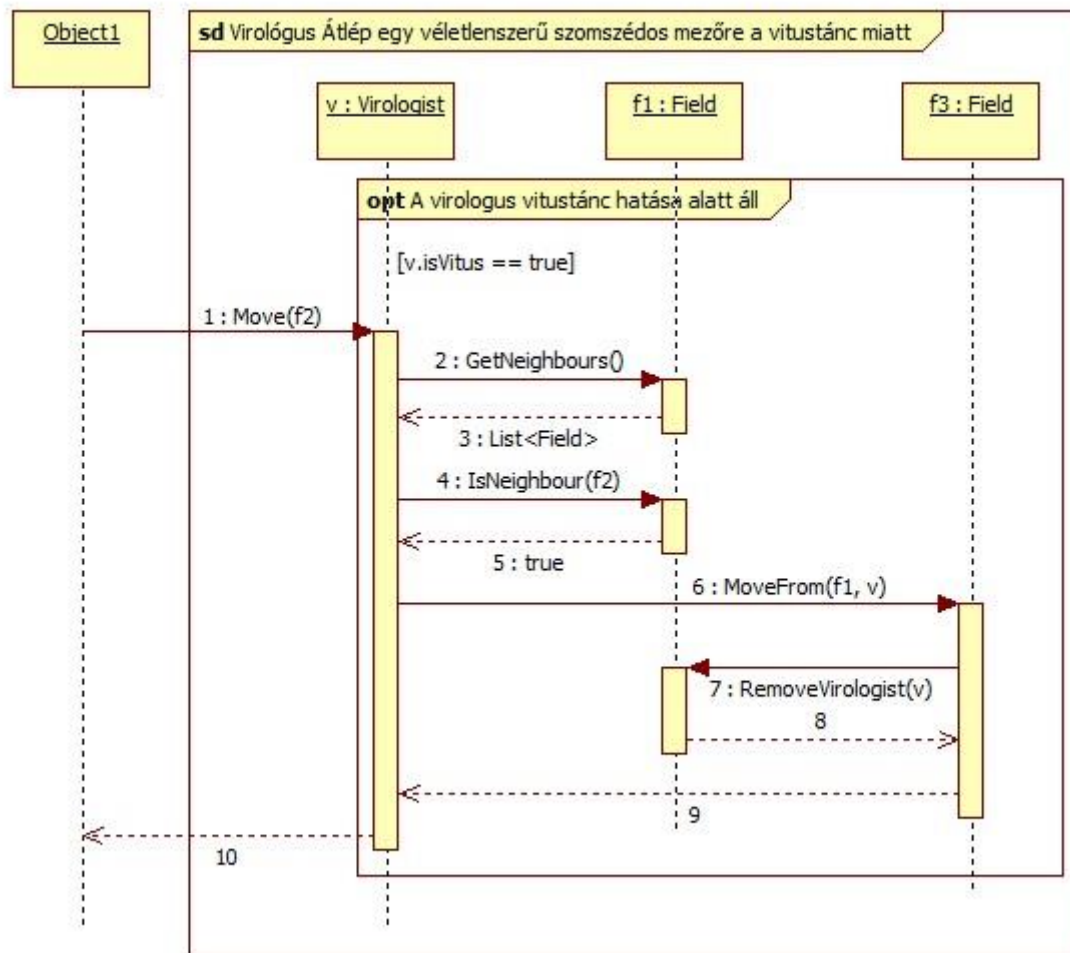 Object1
sd Virológus Átlép egy véletlenszerű szomszédos mezőre a vitustánc miatt
v : Virologist
f1 : Field
f3 : Field
opt A virologus vitustánc hatása alatt áll
[v.isVitus == true]
1 : Move(f2)
2 : GetNeighbours()
3 : List<Field>
4 : IsNeighbour(f2)
5 : true
6 : MoveFrom(f1, v)
7 : RemoveVirologist(v)
8
9
10